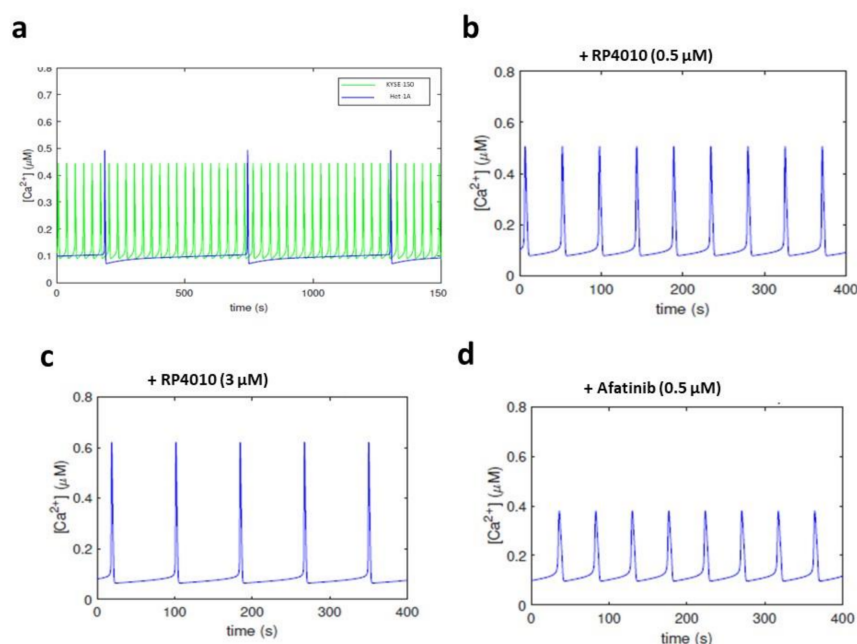 a
0.8
0.7
0.6
0.5
0.4
0.3
0.2
0.1
0
[Ca2+] (μM)
KYSE-150
Het-1A
0 500 1000 150
time (s)
b
+ RP4010 (0.5 μM)
0.8
0.6
0.4
0.2
0
[Ca2+] (μM)
0 100 200 300 400
time (s)
c
+ RP4010 (3 μM)
0.8
0.6
0.4
0.2
0
[Ca2+] (μM)
0 100 200 300 400
time (s)
d
+ Afatinib (0.5 μM)
0.8
0.6
0.4
0.2
0
[Ca2+] (μM)
0 100 200 300 400
time (s)